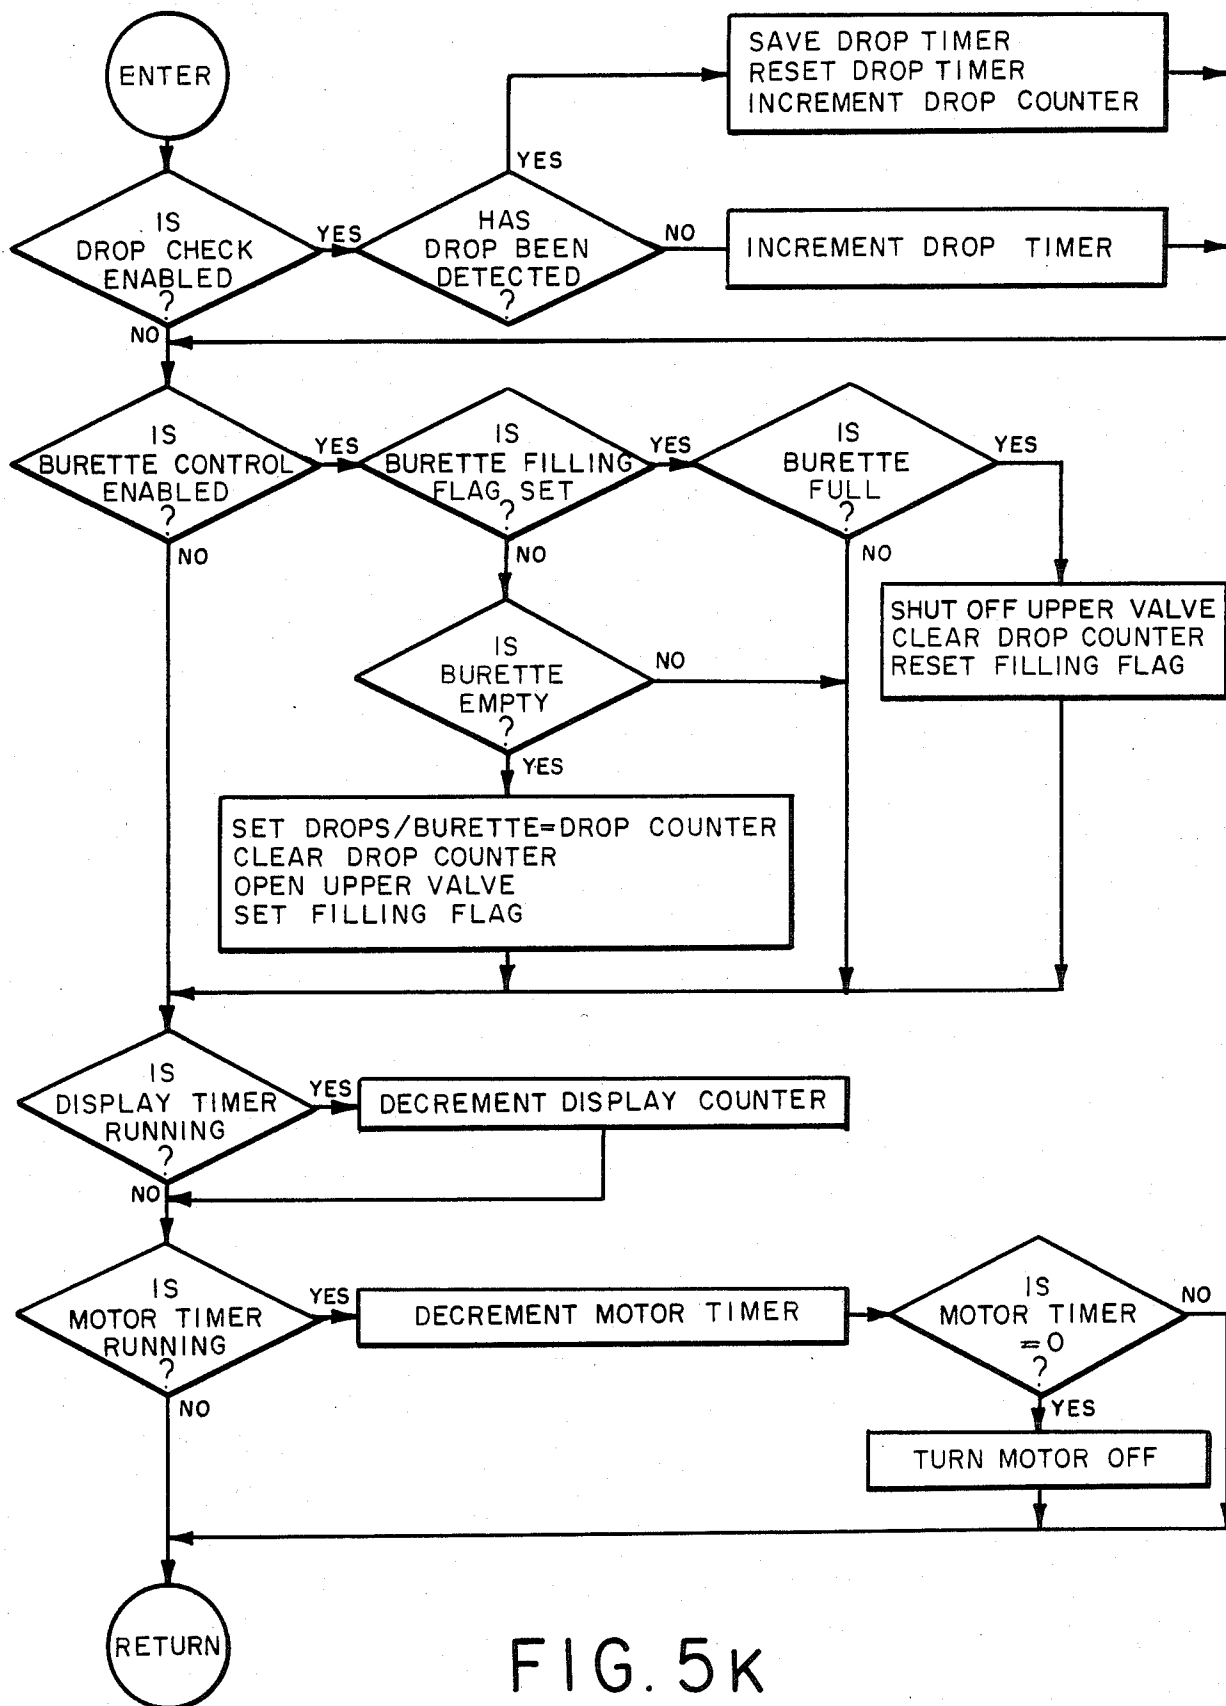 ENTER
SAVE DROP TIMER
RESET DROP TIMER
INCREMENT DROP COUNTER
YES
IS
DROP CHECK
ENABLED
?
YES
HAS
DROP BEEN
DETECTED
?
NO
INCREMENT DROP TIMER
NO
IS
BURETTE CONTROL
ENABLED
?
YES
IS
BURETTE FILLING
FLAG SET
?
YES
IS
BURETTE
FULL
?
YES
NO
NO
NO
SHUT OFF UPPER VALVE
CLEAR DROP COUNTER
RESET FILLING FLAG
IS
BURETTE
EMPTY
?
NO
YES
SET DROPS/BURETTE=DROP COUNTER
CLEAR DROP COUNTER
OPEN UPPER VALVE
SET FILLING FLAG
IS
DISPLAY TIMER
RUNNING
?
YES
DECREMENT DISPLAY COUNTER
NO
IS
MOTOR TIMER
RUNNING
?
YES
DECREMENT MOTOR TIMER
IS
MOTOR TIMER
=0
?
NO
NO
YES
TURN MOTOR OFF
RETURN
FIG. 5K